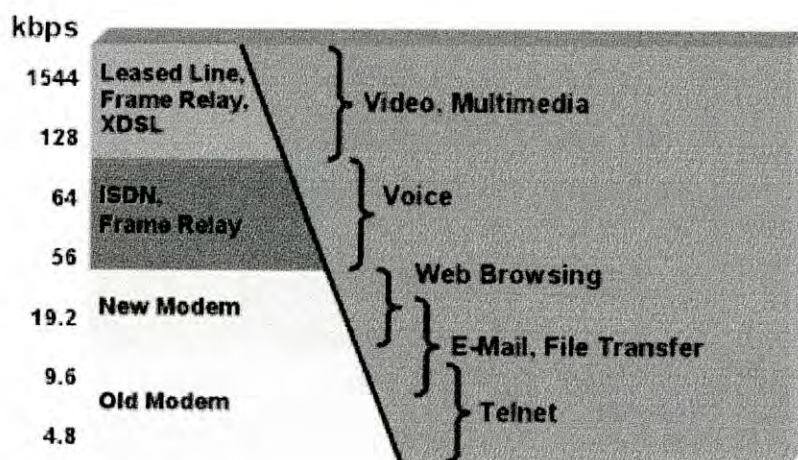 kbps
1544
128
64
56
19.2
9.6
4.8
Leased Line,
Frame Relay,
XDSL
ISDN,
Frame Relay
New Modem
Old Modem
Video, Multimedia
Voice
Web Browsing
E-Mail, File Transfer
Telnet